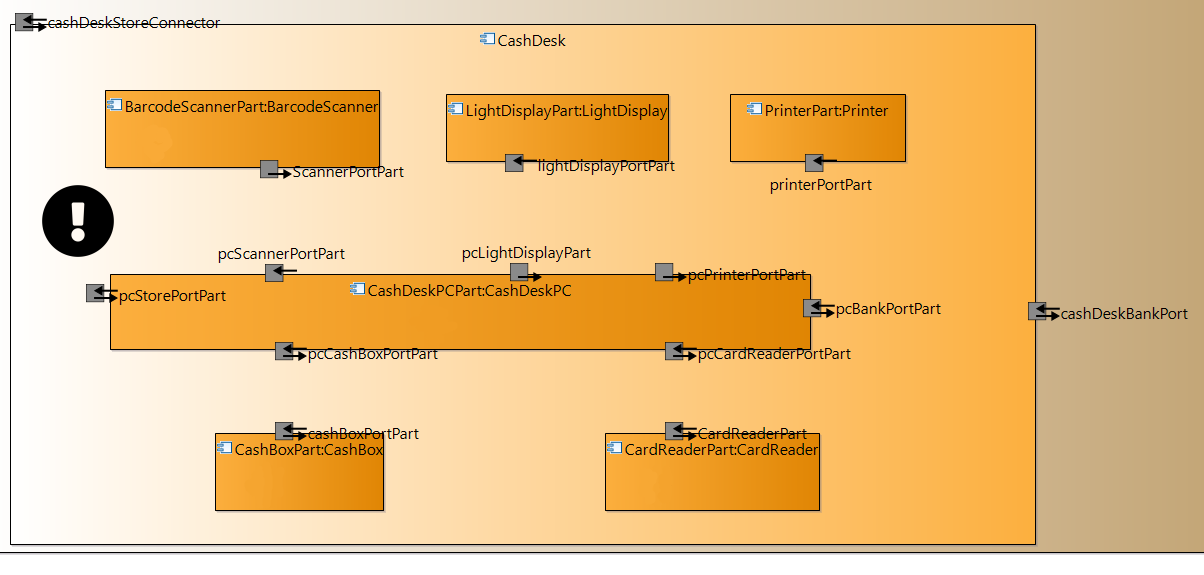 cashDeskStoreConnector
CashDesk
BarcodeScannerPart:BarcodeScanner
LightDisplayPart:LightDisplay
PrinterPart:Printer
ScannerPortPart
lightDisplayPortPart
printerPortPart
pcScannerPortPart
pcLightDisplayPart
pcPrinterPortPart
pcStorePortPart
CashDeskPCPart:CashDeskPC
pcBankPortPart
cashDeskBankPort
pcCashBoxPortPart
pcCardReaderPortPart
cashBoxPortPart
CardReaderPart
CashBoxPart:CashBox
CardReaderPart:CardReader